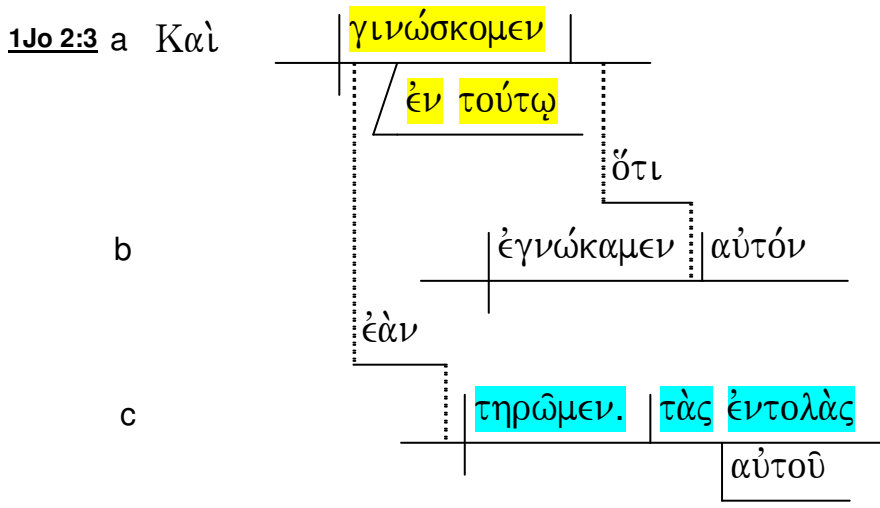 1Jo 2:3 a Καὶ γινώσκομεν
ἐν τούτῳ
ὅτι
b ἐγνώκαμεν αὐτόν
ἐὰν
c τηρῶμεν. τὰς ἐντολὰς
αὐτοῦ